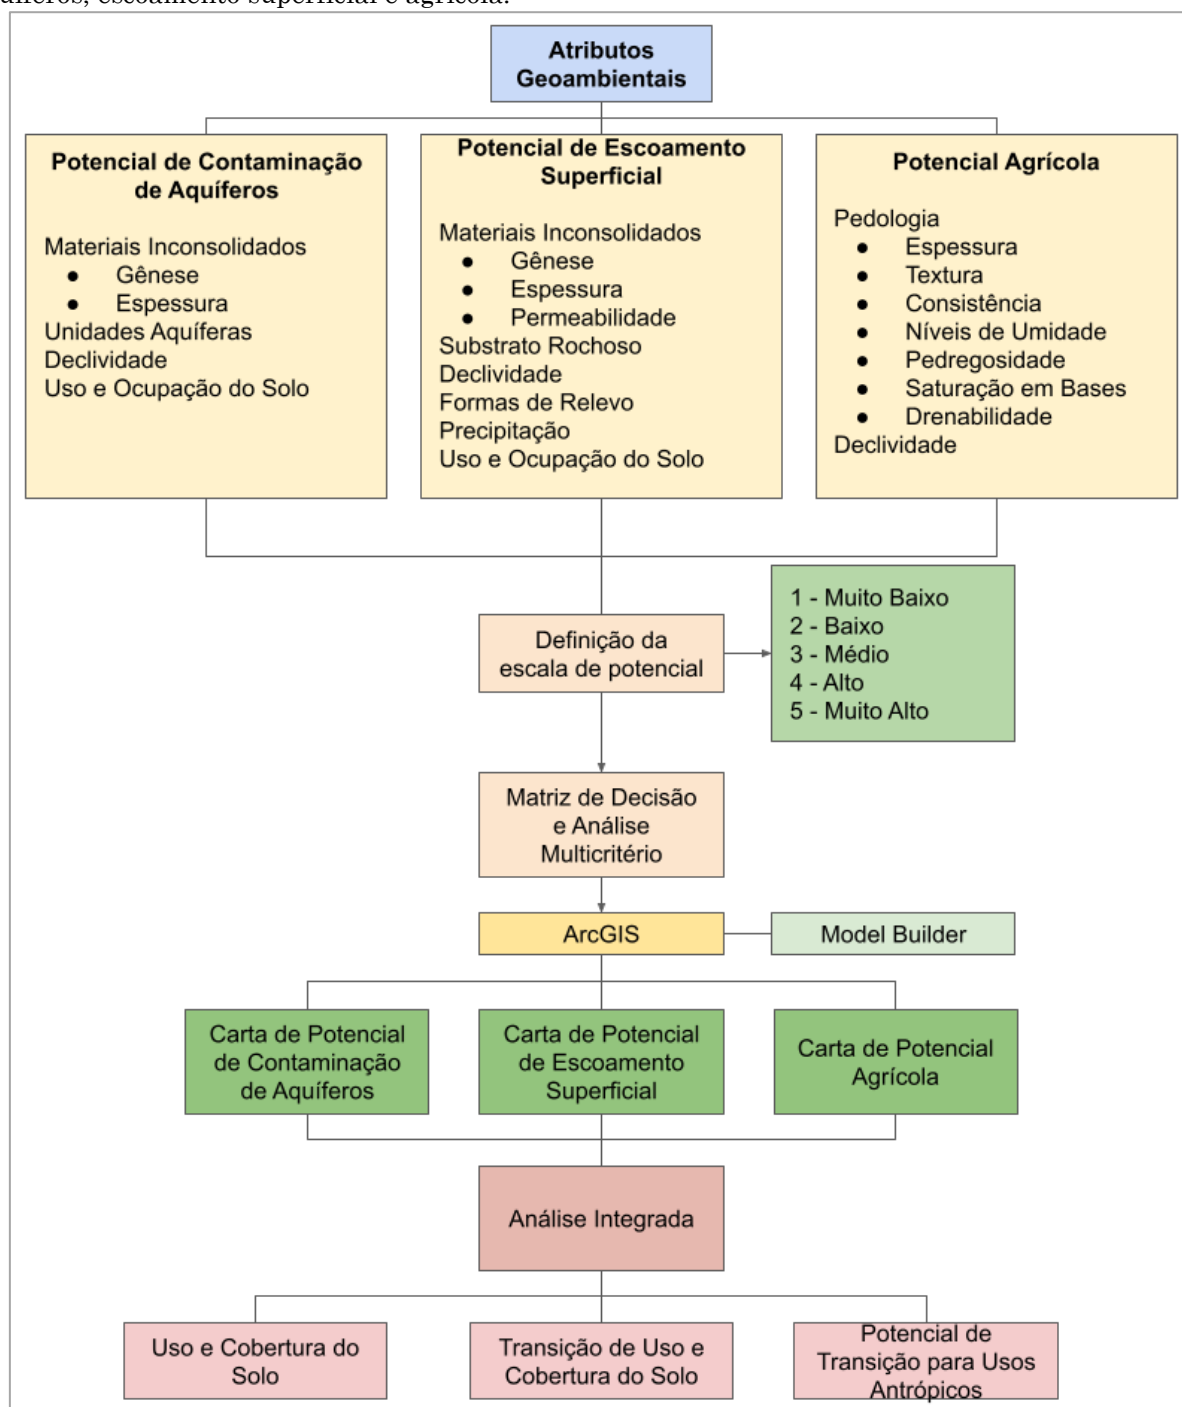 escoamento superficial e agrícola.
Atributos
Geoambientais
Potencial de Contaminação
de Aquíferos
Materiais Inconsolidados
● Gênese
● Espessura
Unidades Aquíferas
Declividade
Uso e Ocupação do Solo
Potencial de Escoamento
Superficial
Materiais Inconsolidados
● Gênese
● Espessura
● Permeabilidade
Substrato Rochoso
Declividade
Formas de Relevo
Precipitação
Uso e Ocupação do Solo
Potencial Agrícola
Pedologia
● Espessura
● Textura
● Consistência
● Níveis de Umidade
● Pedregosidade
● Saturação em Bases
● Drenabilidade
Declividade
Definição da
escala de potencial
1 - Muito Baixo
2 - Baixo
3 - Médio
4 - Alto
5 - Muito Alto
Matriz de Decisão
e Análise
Multicritério
ArcGIS
Model Builder
Carta de Potencial
de Contaminação
de Aquíferos
Carta de Potencial
de Escoamento
Superficial
Carta de Potencial
Agrícola
Análise Integrada
Uso e Cobertura do
Solo
Transição de Uso e
Cobertura do Solo
Potencial de
Transição para Usos
Antrópicos